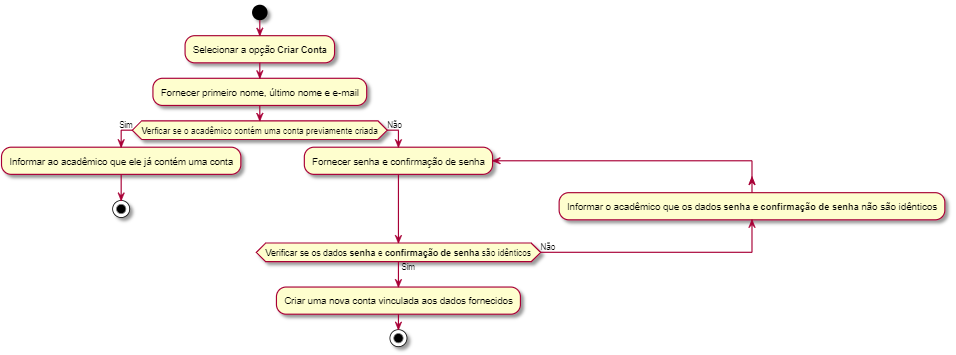 Selecionar a opção Criar Conta
Fornecer primeiro nome, último nome e e-mail
Sim
Verficar se o acadêmico contém uma conta previamente criada
Não
Informar ao acadêmico que ele já contém uma conta
Fornecer senha e confirmação de senha
Informar o acadêmico que os dados senha e confirmação de senha não são idênticos
Verificar se os dados senha e confirmação de senha são idênticos
Não
Sim
Criar uma nova conta vinculada aos dados fornecidos